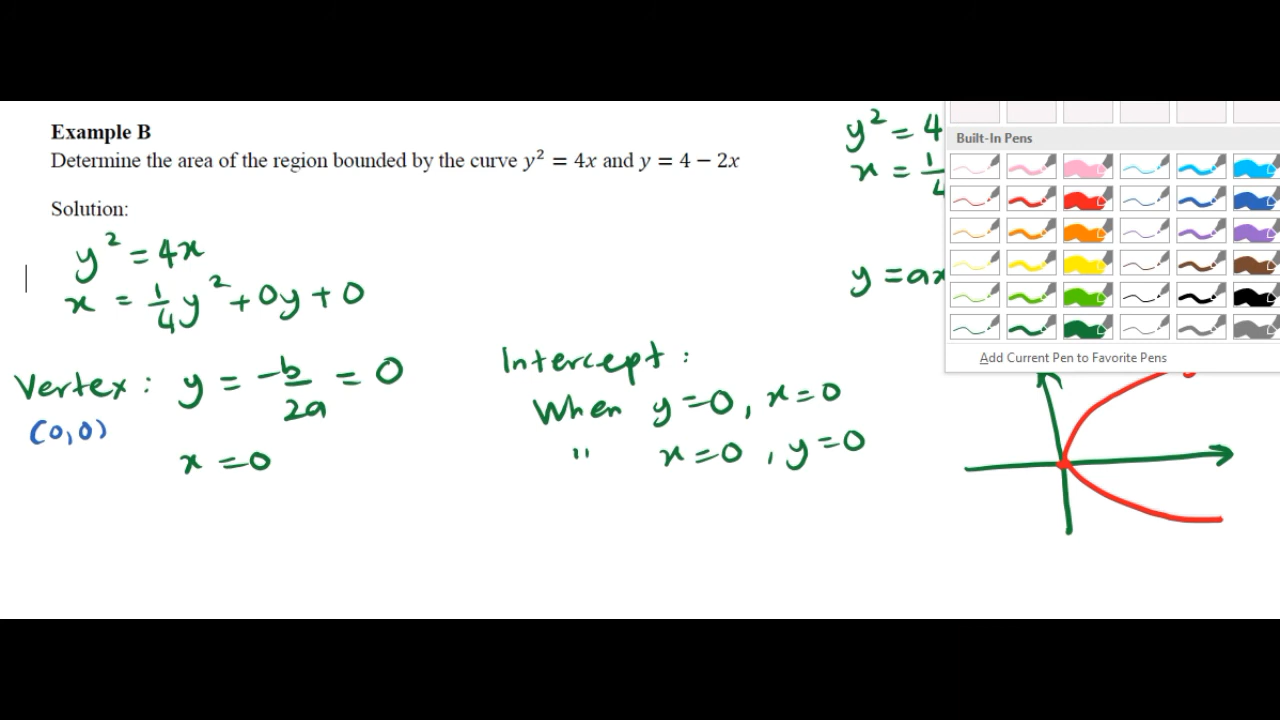 Example B
Determine the area of the region bounded by the curve y² = 4x and y = 4 − 2x
Solution:
y² = 4x
x = 1/4 y² + 0y + 0
Vertex : y = -b/2a = 0
(0,0)
x = 0
Intercept :
When y=0, x=0
" x=0, y=0
y² = 4
x = 1/4
y = ax
Built-In Pens
Add Current Pen to Favorite Pens